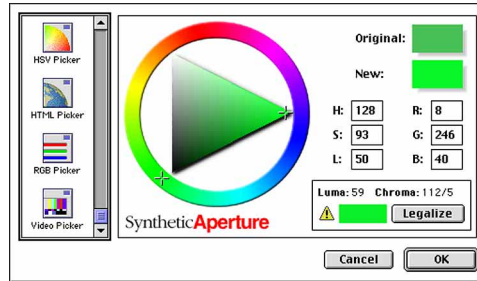 HSV Picker
HTML Picker
RGB Picker
Video Picker
SyntheticAperture
Original:
New:
H: 128 R: 8
S: 93 G: 246
L: 50 B: 40
Luma: 59 Chroma: 112/5
Legalize
Cancel OK